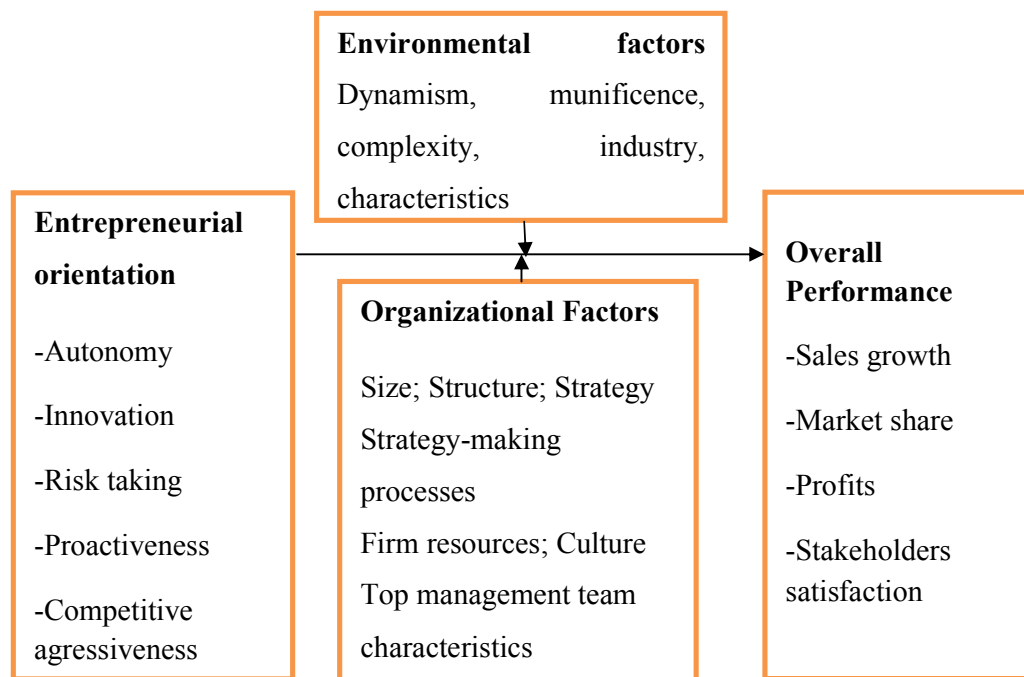 Environmental factors
Dynamism, munificence,
complexity, industry,
characteristics
Entrepreneurial
orientation
-Autonomy
-Innovation
-Risk taking
-Proactiveness
-Competitive
agressiveness
Organizational Factors
Size; Structure; Strategy
Strategy-making
processes
Firm resources; Culture
Top management team
characteristics
Overall
Performance
-Sales growth
-Market share
-Profits
-Stakeholders
satisfaction